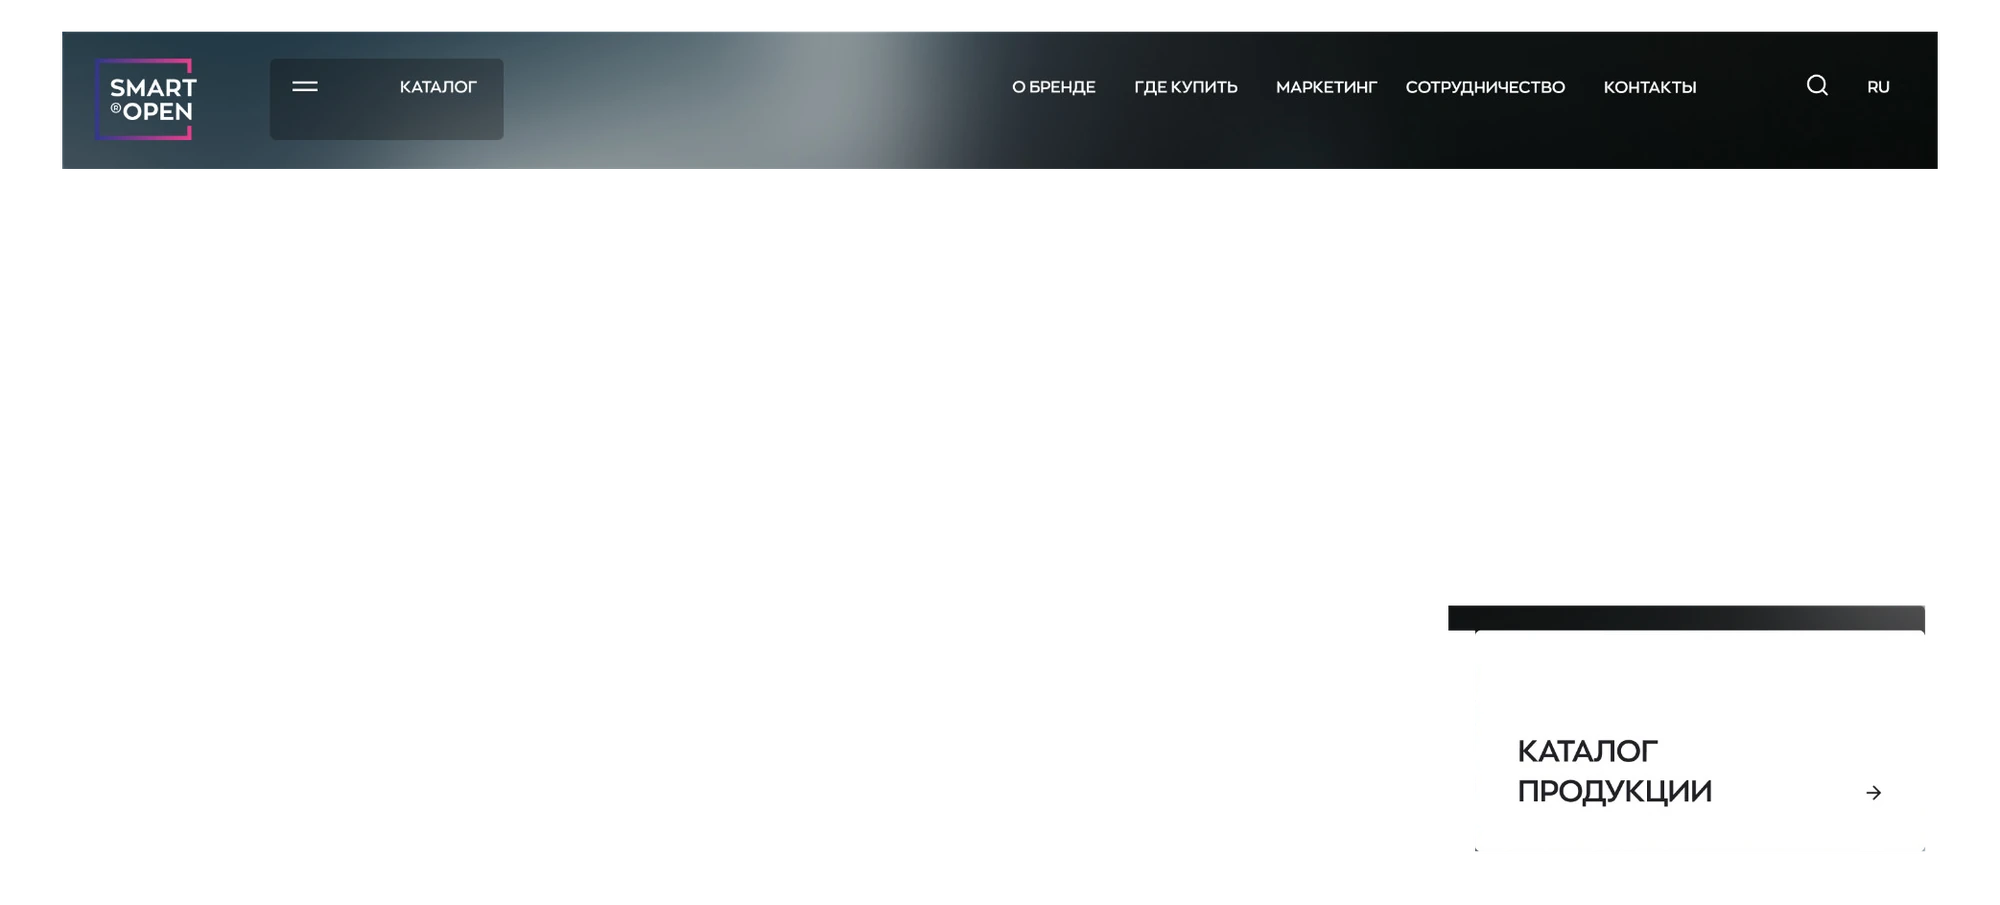 SMART
®OPEN
КАТАЛОГ
О БРЕНДЕ
ГДЕ КУПИТЬ
МАРКЕТИНГ
СОТРУДНИЧЕСТВО
КОНТАКТЫ
RU
КАТАЛОГ
ПРОДУКЦИИ